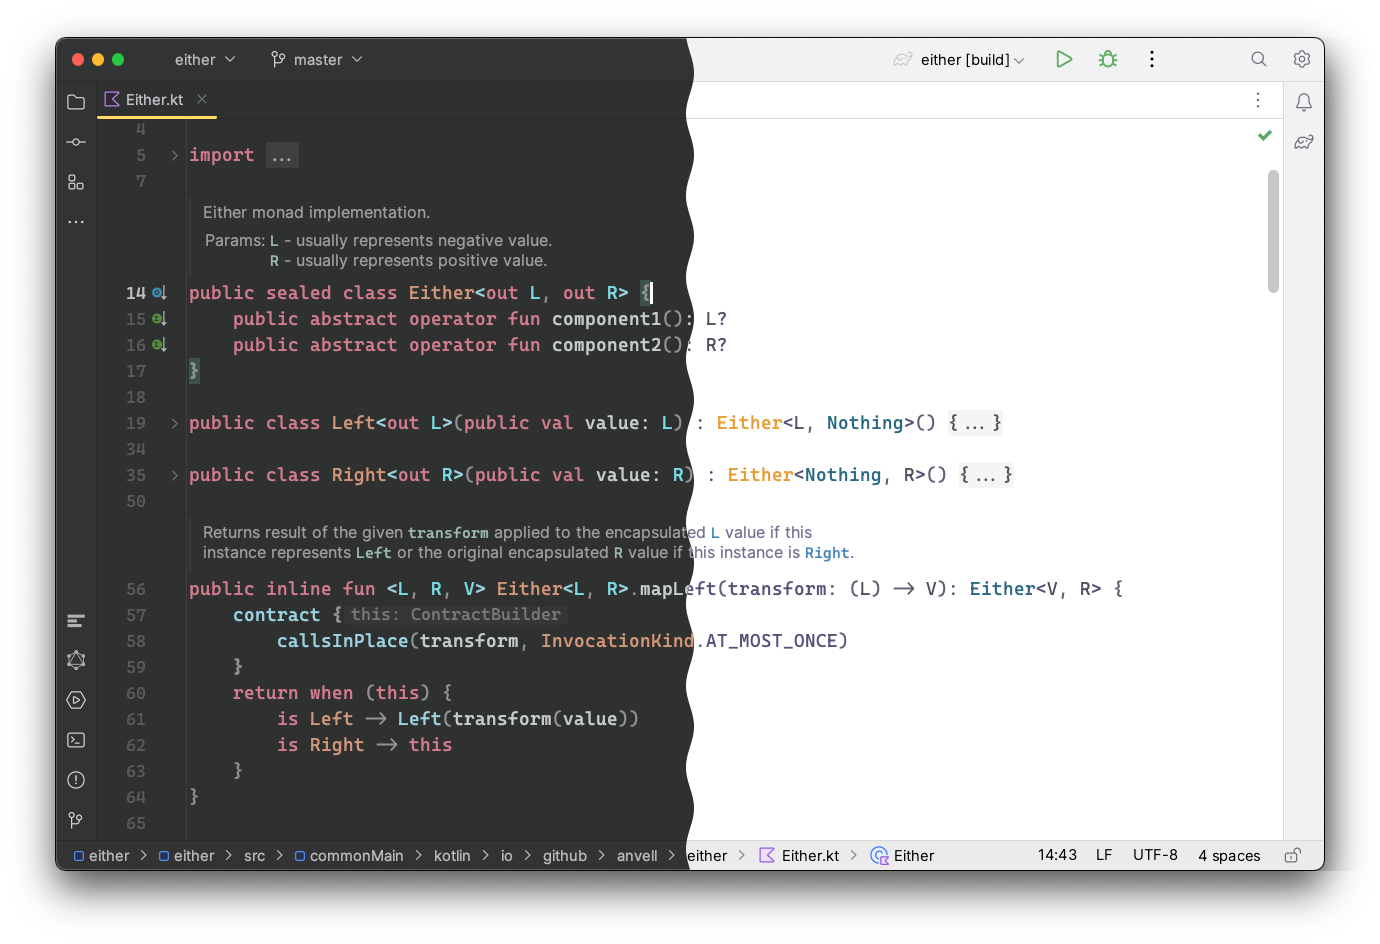 either master either [build]
Either.kt
4
5 import ...
7
Either monad implementation.
Params: L - usually represents negative value.
R - usually represents positive value.
14 public sealed class Either<out L, out R> {
15 public abstract operator fun component1(): L?
16 public abstract operator fun component2(): R?
17 }
18
19 public class Left<out L>(public val value: L) : Either<L, Nothing>() {...}
34
35 public class Right<out R>(public val value: R) : Either<Nothing, R>() {...}
50
Returns result of the given transform applied to the encapsulated L value if this
instance represents Left or the original encapsulated R value if this instance is Right.
56 public inline fun <L, R, V> Either<L, R>.mapLeft(transform: (L) → V): Either<V, R> {
57 contract { this: ContractBuilder
58 callsInPlace(transform, InvocationKind.AT_MOST_ONCE)
59 }
60 return when (this) {
61 is Left → Left(transform(value))
62 is Right → this
63 }
64 }
65
either > either > src > commonMain > kotlin > io > github > anvell > either > Either.kt > Either 14:43 LF UTF-8 4 spaces